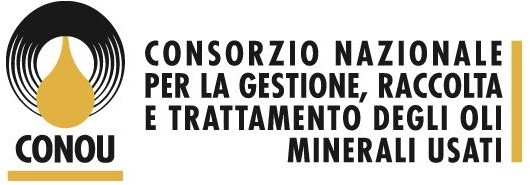 CONOU
CONSORZIO NAZIONALE
PER LA GESTIONE, RACCOLTA
E TRATTAMENTO DEGLI OLI
MINERALI USATI